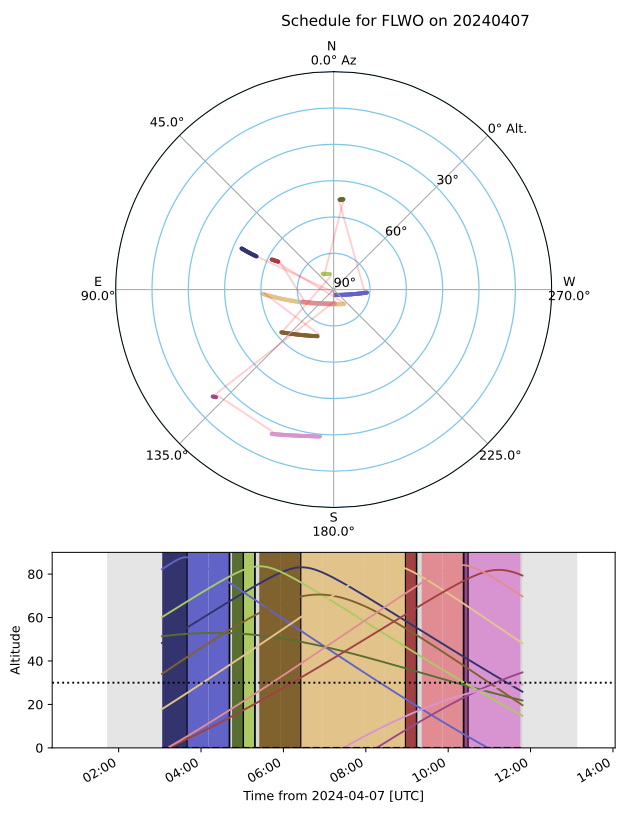 Schedule for FLWO on 20240407
N
0.0° Az
45.0°
0° Alt.
30°
60°
E
90.0°
90°
W
270.0°
135.0°
225.0°
S
180.0°
80
60
40
20
0
Altitude
02:00
04:00
06:00
08:00
10:00
12:00
14:00
Time from 2024-04-07 [UTC]